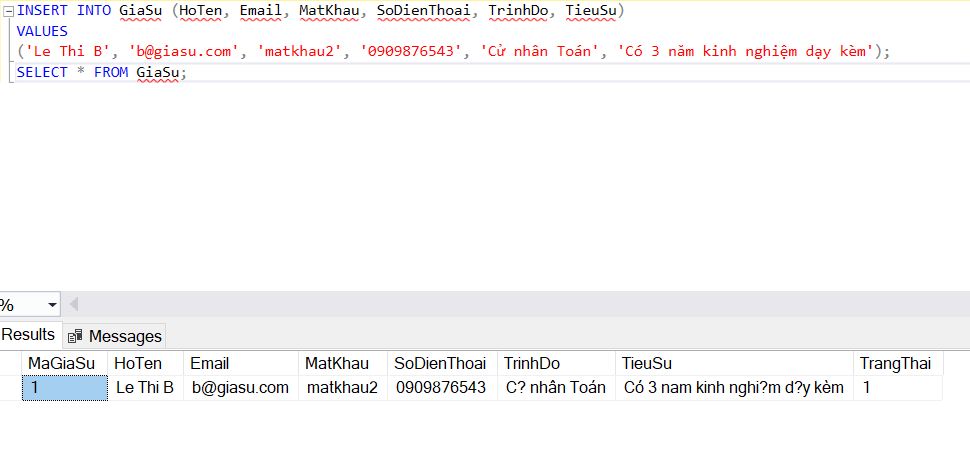 INSERT INTO GiaSu (HoTen, Email, MatKhau, SoDienThoai, TrinhDo, TieuSu)
VALUES
('Le Thi B', 'b@giasu.com', 'matkhau2', '0909876543', 'Cử nhân Toán', 'Có 3 năm kinh nghiệm dạy kèm');
SELECT * FROM GiaSu;
%
Results Messages
MaGiaSu HoTen Email MatKhau SoDienThoai TrinhDo TieuSu TrangThai
1 Le Thi B b@giasu.com matkhau2 0909876543 C? nhân Toán Có 3 nam kinh nghi?m d?y kèm 1